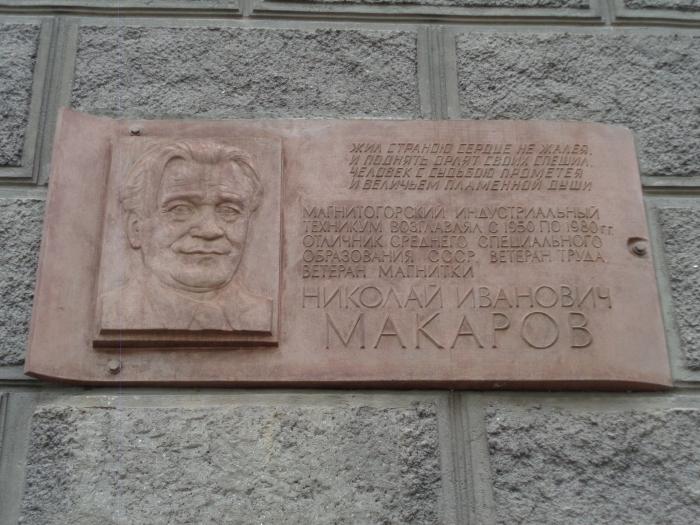 ЖИЛ СТРАНОЮ СЕРДЦЕ НЕ ЖАЛЕЯ,
И ПОДНЯТЬ ОРЛЯТ СВОИХ СПЕШИЛ,
ЧЕЛОВЕК С СУДЬБОЮ ПРОМЕТЕЯ
И ВЕЛИЧЬЕМ ПЛАМЕННОЙ ДУШИ
МАГНИТОГОРСКИЙ ИНДУСТРИАЛЬНЫЙ
ТЕХНИКУМ ВОЗГЛАВЛЯЛ С 1950 ПО 1980 г.г.
ОТЛИЧНИК СРЕДНЕГО СПЕЦИАЛЬНОГО
ОБРАЗОВАНИЯ СССР, ВЕТЕРАН ТРУДА,
ВЕТЕРАН МАГНИТКИ
НИКОЛАЙ ИВАНОВИЧ
МАКАРОВ